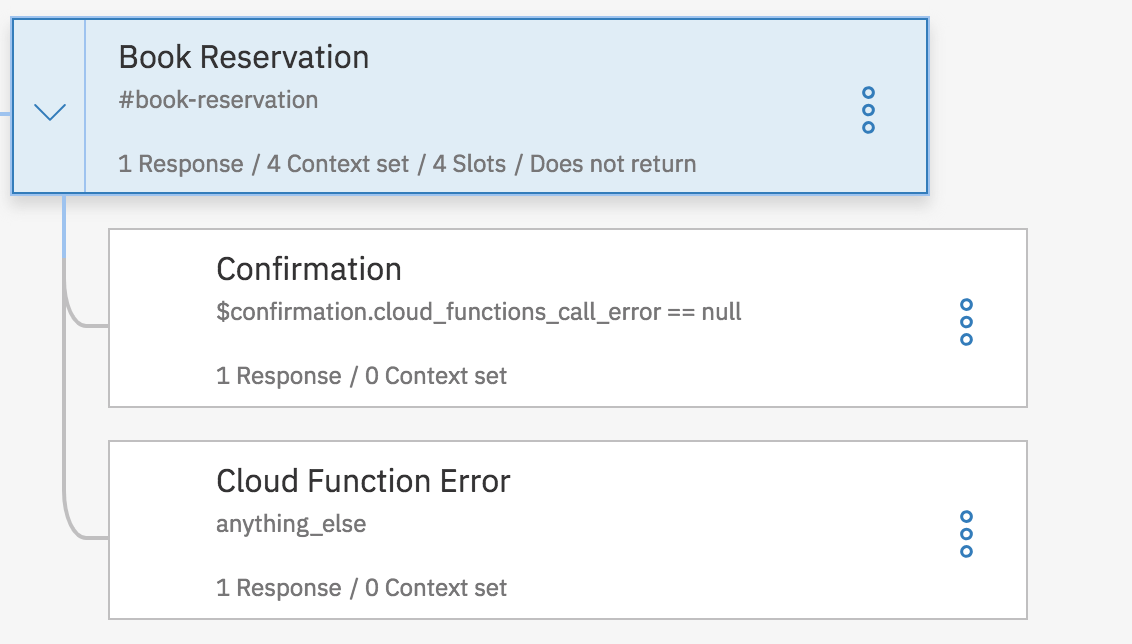 Book Reservation
#book-reservation
1 Response / 4 Context set / 4 Slots / Does not return
Confirmation
$confirmation.cloud_functions_call_error == null
1 Response / 0 Context set
Cloud Function Error
anything_else
1 Response / 0 Context set